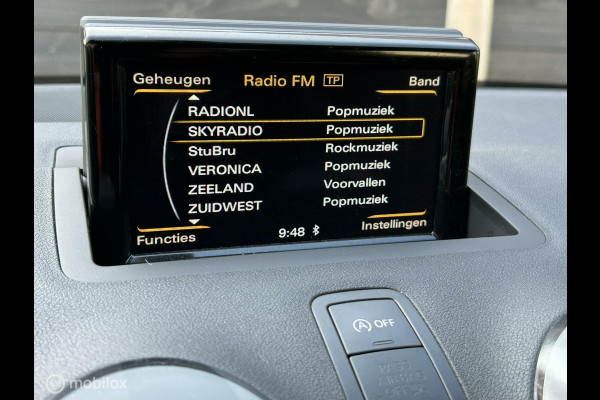 Geheugen Radio FM TP Band
RADIONL Popmuziek
SKYRADIO Popmuziek
StuBru Rockmuziek
VERONICA Popmuziek
ZEELAND Voorvallen
ZUIDWEST Popmuziek
Functies 9:48 Instellingen
A OFF
mobilox